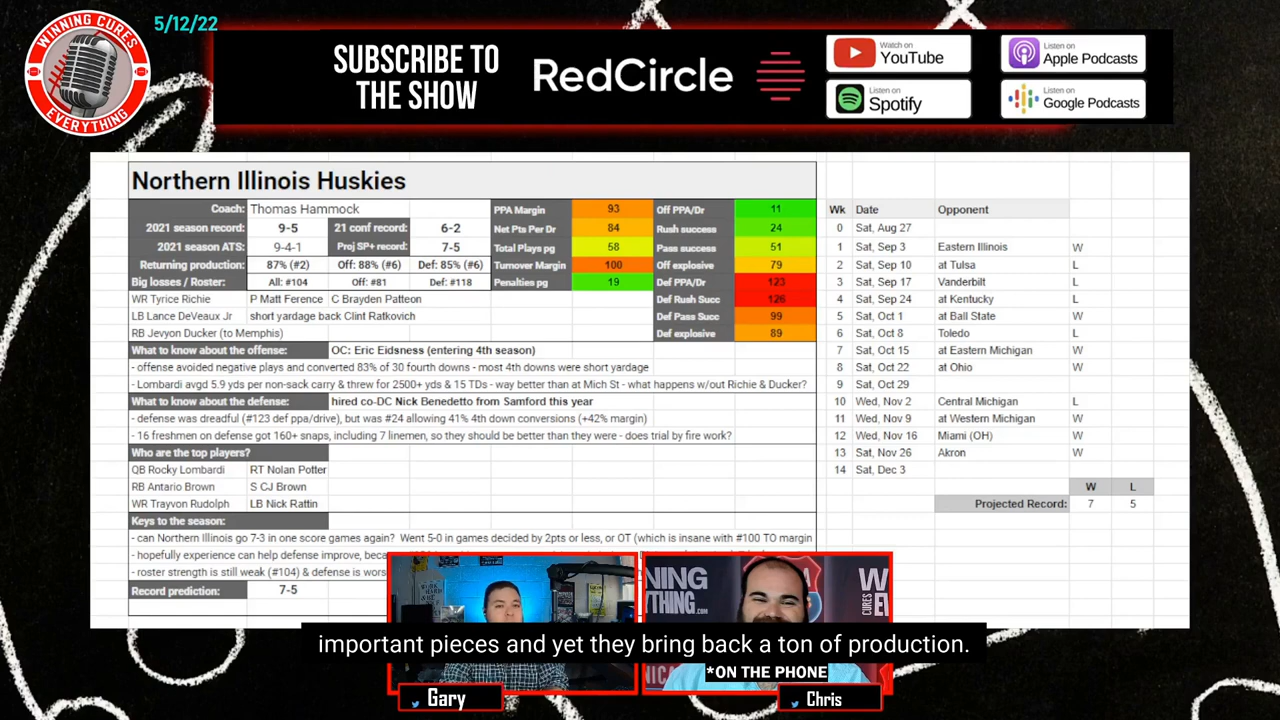 WINNING CURES
EVERYTHING
5/12/22
SUBSCRIBE TO
THE SHOW
RedCircle
Watch on
YouTube
Listen on
Spotify
Listen on
Apple Podcasts
Listen on
Google Podcasts
Northern Illinois Huskies
Coach: Thomas Hammock
2021 season record: 9-5 21 conf record: 6-2
2021 season ATS: 9-4-1 Proj SP+ record: 7-5
Returning production: 87% (#2) Off: 88% (#6) Def: 85% (#6)
Big losses / Roster: All: #104 Off: #81 Def: #118
WR Tyrice Richie P Matt Ference C Brayden Patteon
LB Lance DeVeaux Jr short yardage back Clint Ratkovich
RB Jevyon Ducker (to Memphis)
PPA Margin 93 Off PPA/Dr 11
Net Pts Per Dr 84 Rush success 24
Total Plays pg 58 Pass success 51
Turnover Margin 100 Off explosive 79
Penalties pg 19 Def PPA/Dr 123
Def Rush Succ 126
Def Pass Succ 99
Def explosive 89
What to know about the offense: OC: Eric Eidsness (entering 4th season)
- offense avoided negative plays and converted 83% of 30 fourth downs - most 4th downs were short yardage
- Lombardi avgd 5.9 yds per non-sack carry & threw for 2500+ yds & 15 TDs - way better than at Mich St - what happens w/out Richie & Ducker?
What to know about the defense: hired co-DC Nick Benedetto from Samford this year
- defense was dreadful (#123 def ppa/drive), but was #24 allowing 41% 4th down conversions (+42% margin)
- 16 freshmen on defense got 160+ snaps, including 7 linemen, so they should be better than they were - does trial by fire work?
Who are the top players?
QB Rocky Lombardi RT Nolan Potter
RB Antario Brown S CJ Brown
WR Trayvon Rudolph LB Nick Rattin
Keys to the season:
- can Northern Illinois go 7-3 in one score games again? Went 5-0 in games decided by 2pts or less, or OT (which is insane with #100 TO margin
- hopefully experience can help defense improve,
- roster strength is still weak (#104) & defense is
Record prediction: 7-5
Wk Date Opponent
0 Sat, Aug 27
1 Sat, Sep 3 Eastern Illinois W
2 Sat, Sep 10 at Tulsa L
3 Sat, Sep 17 Vanderbilt L
4 Sat, Sep 24 at Kentucky L
5 Sat, Oct 1 at Ball State W
6 Sat, Oct 8 Toledo L
7 Sat, Oct 15 at Eastern Michigan W
8 Sat, Oct 22 at Ohio W
9 Sat, Oct 29
10 Wed, Nov 2 Central Michigan L
11 Wed, Nov 9 at Western Michigan W
12 Wed, Nov 16 Miami (OH) W
13 Sat, Nov 26 Akron W
14 Sat, Dec 3
W L
Projected Record: 7 5
important pieces and yet they bring back a ton of production.
*ON THE PHONE
Gary
Chris